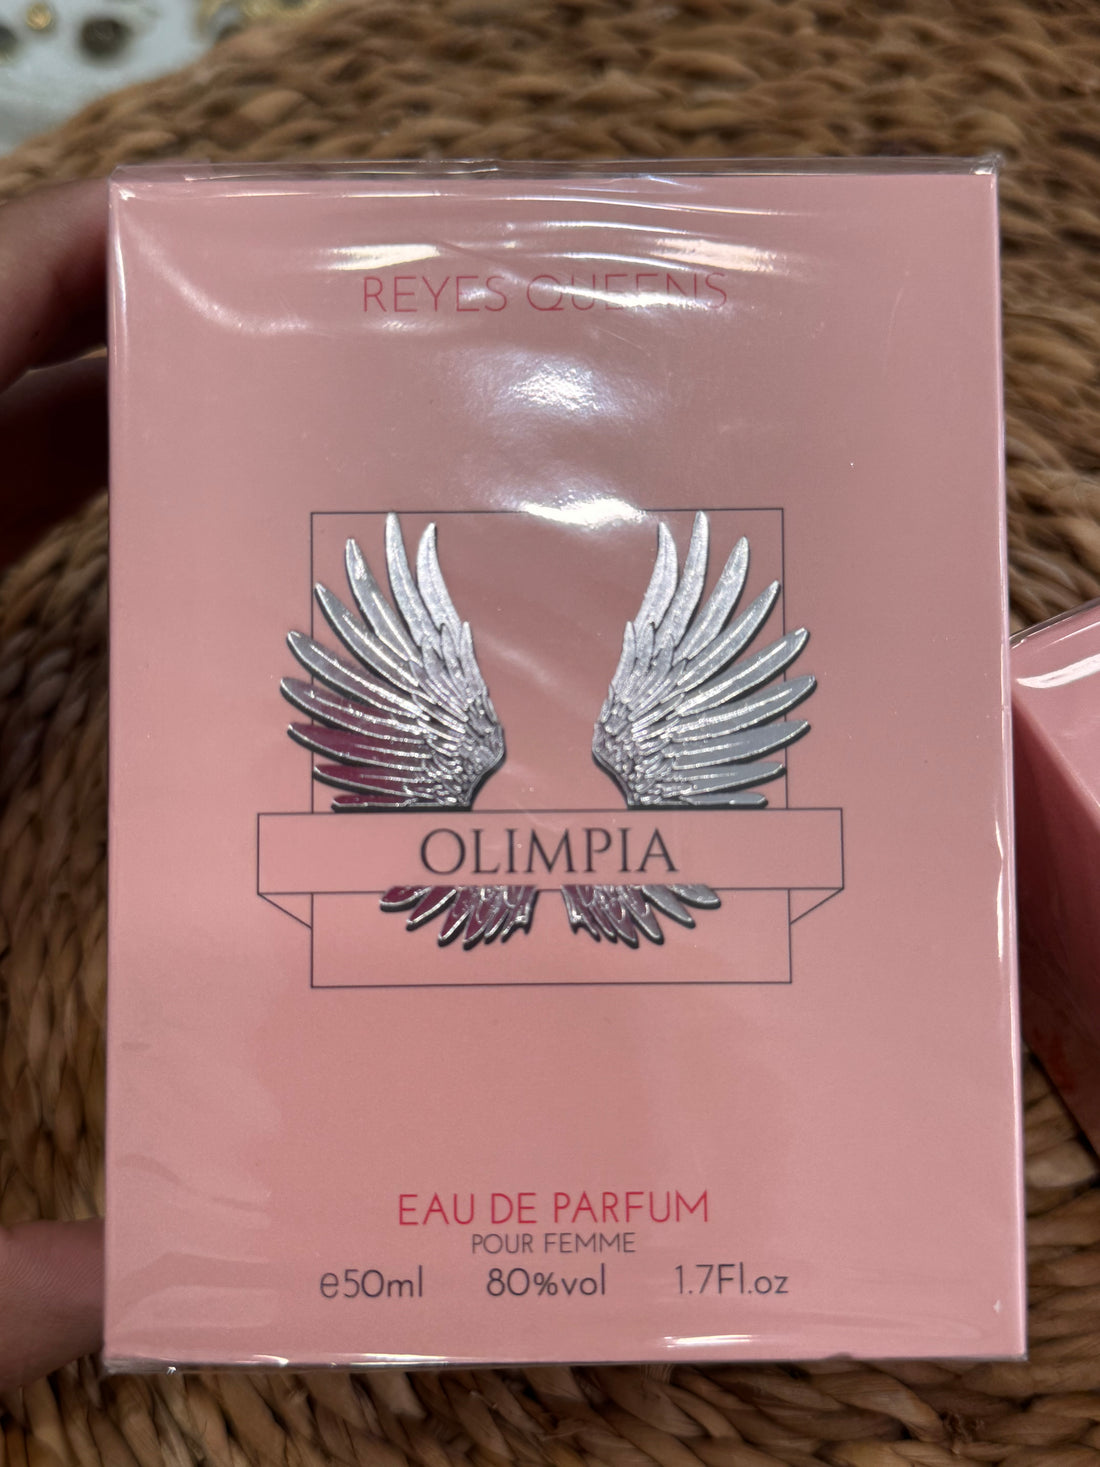 REYES QUEENS
OLIMPIA
EAU DE PARFUM
POUR FEMME
e50ml 80%vol 1.7Fl.oz